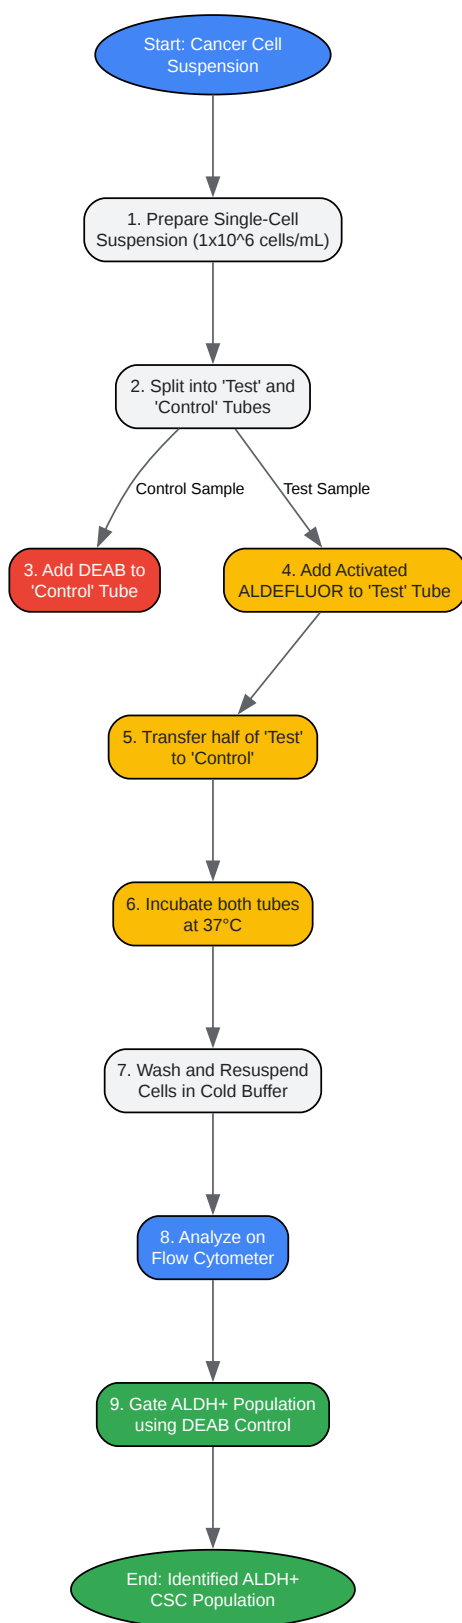 Start: Cancer Cell
Suspension
1. Prepare Single-Cell
Suspension (1x10^6 cells/mL)
2. Split into 'Test' and
'Control' Tubes
Control Sample
Test Sample
3. Add DEAB to
'Control' Tube
4. Add Activated
ALDEFLUOR to 'Test' Tube
5. Transfer half of 'Test'
to 'Control'
6. Incubate both tubes
at 37°C
7. Wash and Resuspend
Cells in Cold Buffer
8. Analyze on
Flow Cytometer
9. Gate ALDH+ Population
using DEAB Control
End: Identified ALDH+
CSC Population